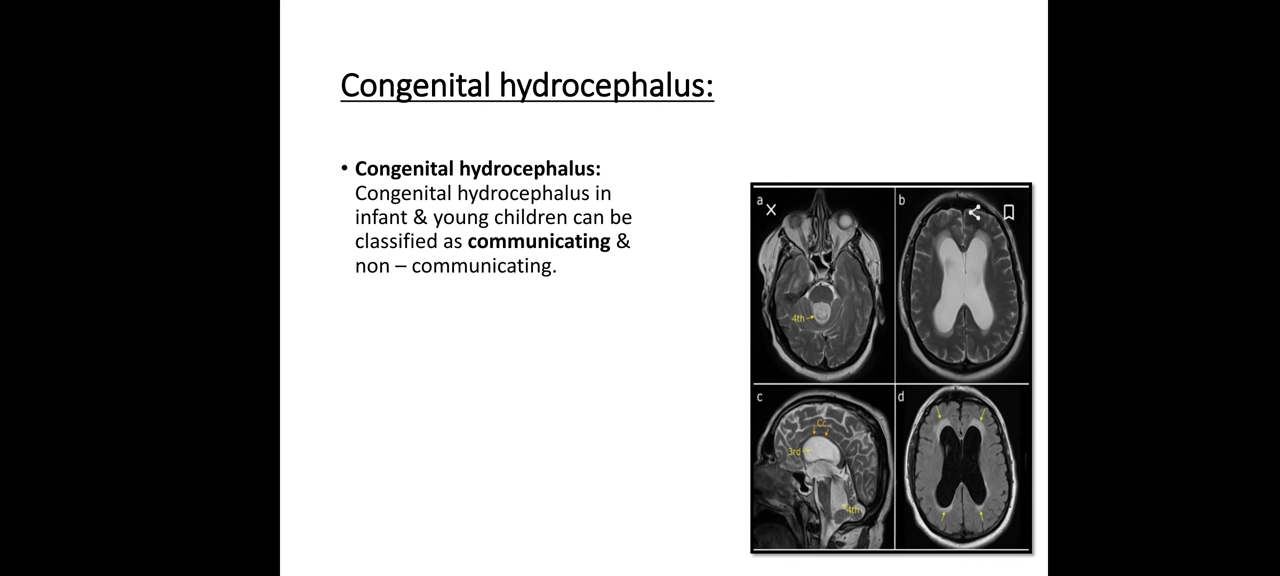 Congenital hydrocephalus:
• Congenital hydrocephalus:
Congenital hydrocephalus in
infant & young children can be
classified as communicating &
non – communicating.
a
b
4th
c
d
Cc
3rd
4th